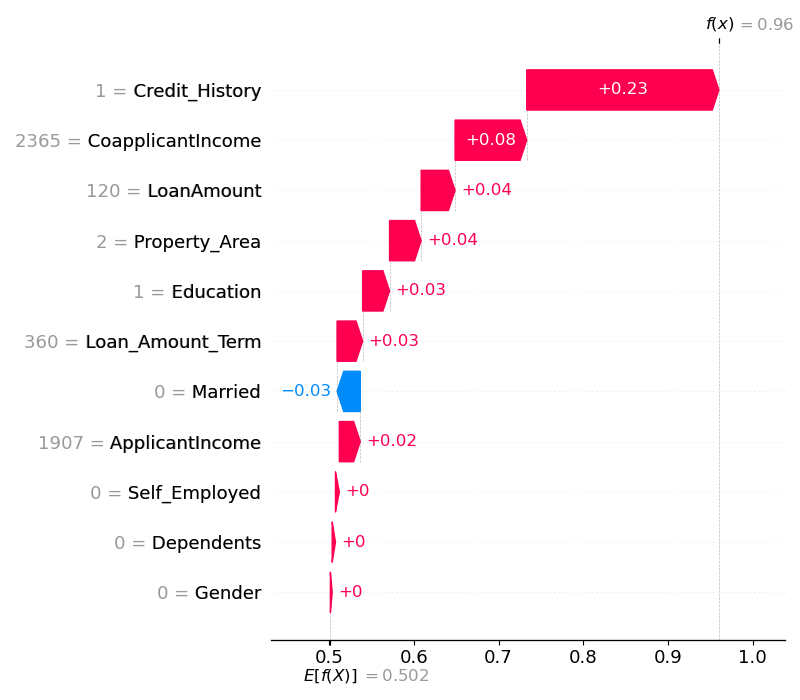 f(x) = 0.96
1 = Credit_History +0.23
2365 = CoapplicantIncome +0.08
120 = LoanAmount +0.04
2 = Property_Area +0.04
1 = Education +0.03
360 = Loan_Amount_Term +0.03
0 = Married −0.03
1907 = ApplicantIncome +0.02
0 = Self_Employed +0
0 = Dependents +0
0 = Gender +0
0.5 0.6 0.7 0.8 0.9 1.0
E[f(X)] = 0.502